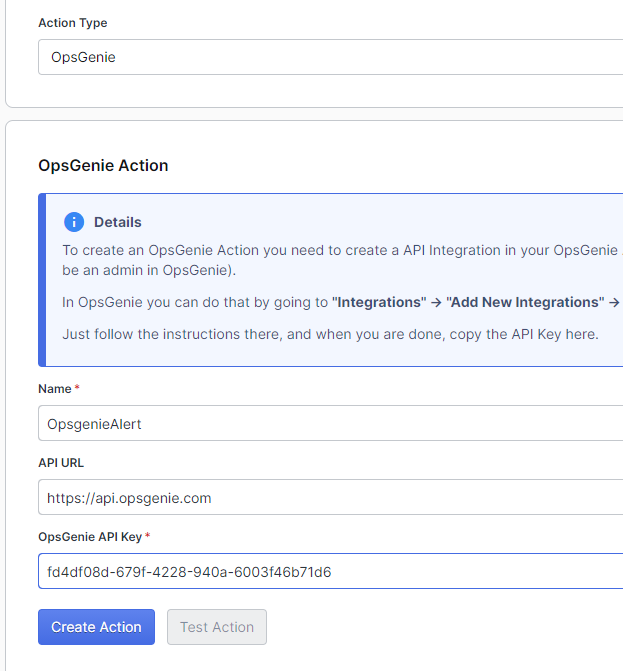 Action Type
OpsGenie
OpsGenie Action
Details
To create an OpsGenie Action you need to create a API Integration in your OpsGenie
be an admin in OpsGenie).
In OpsGenie you can do that by going to "Integrations" → "Add New Integrations" →
Just follow the instructions there, and when you are done, copy the API Key here.
Name *
OpsgenieAlert
API URL
https://api.opsgenie.com
OpsGenie API Key *
fd4df08d-679f-4228-940a-6003f46b71d6
Create Action Test Action